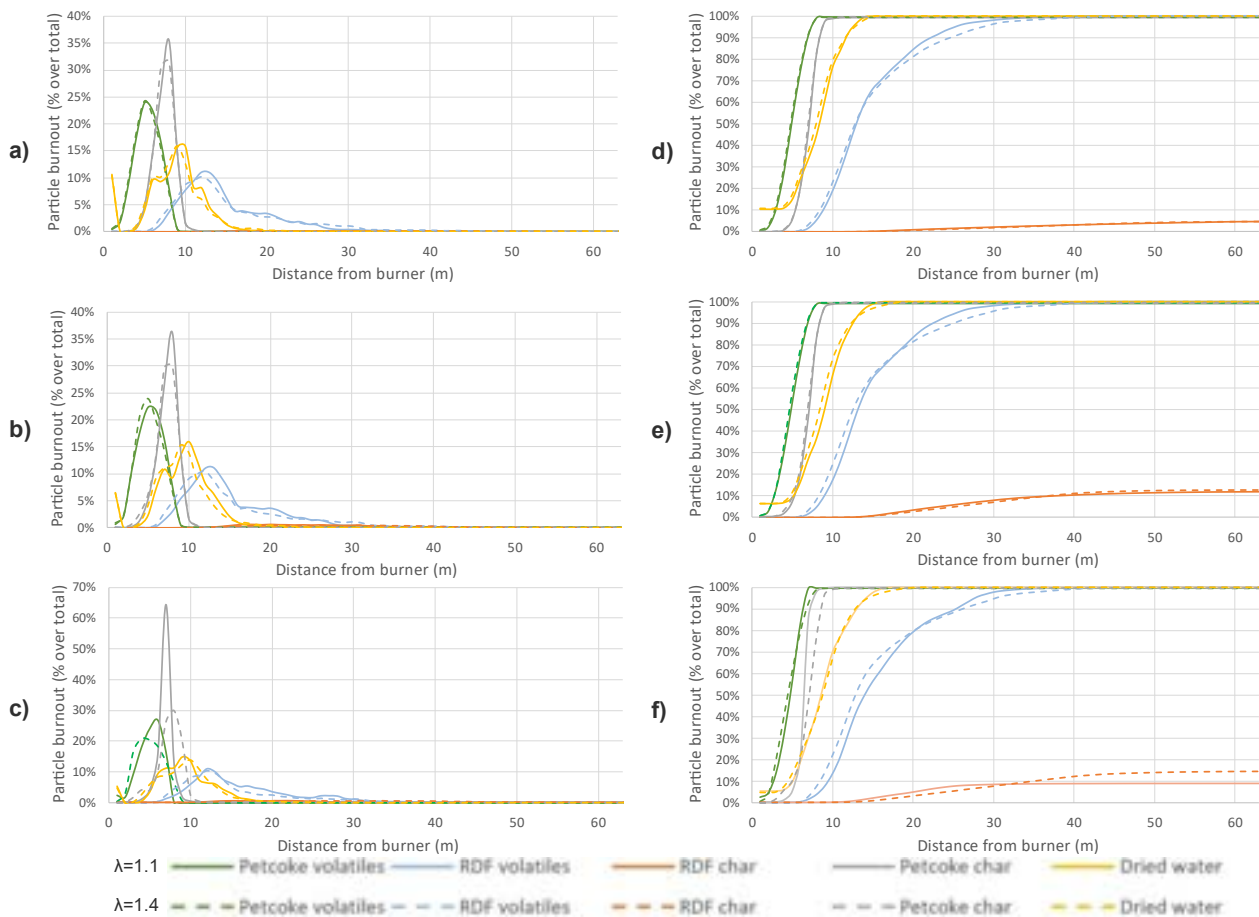 a)
Particle burnout (% over total)
40%
35%
30%
25%
20%
15%
10%
5%
0%
0 10 20 30 40 50 60
Distance from burner (m)
d)
Particle burnout (% over total)
100%
90%
80%
70%
60%
50%
40%
30%
20%
10%
0%
0 10 20 30 40 50 60
Distance from burner (m)
b)
Particle burnout (% over total)
40%
35%
30%
25%
20%
15%
10%
5%
0%
0 10 20 30 40 50 60
Distance from burner (m)
e)
Particle burnout (% over total)
100%
90%
80%
70%
60%
50%
40%
30%
20%
10%
0%
0 10 20 30 40 50 60
Distance from burner (m)
c)
Particle burnout (% over total)
70%
60%
50%
40%
30%
20%
10%
0%
0 10 20 30 40 50 60
Distance from burner (m)
f)
Particle burnout (% over total)
100%
90%
80%
70%
60%
50%
40%
30%
20%
10%
0%
0 10 20 30 40 50 60
Distance from burner (m)
λ=1.1 Petcoke volatiles RDF volatiles RDF char Petcoke char Dried water
λ=1.4 Petcoke volatiles RDF volatiles RDF char Petcoke char Dried water